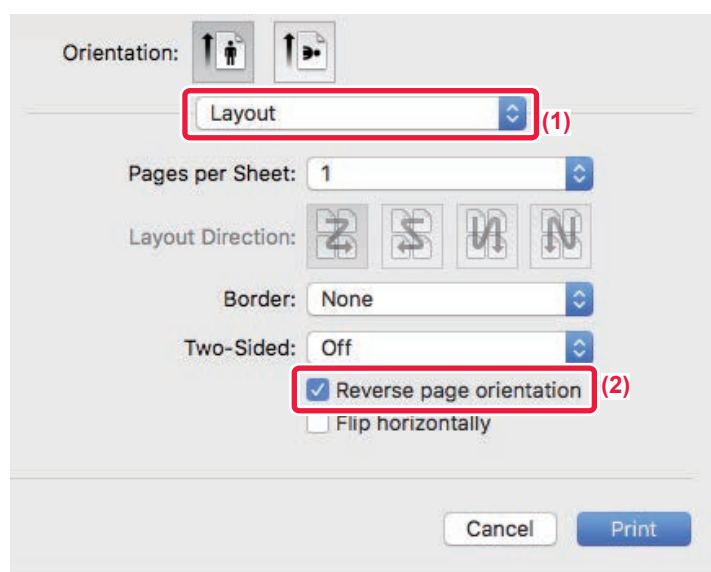 Orientation:
Layout
(1)
Pages per Sheet: 1
Layout Direction:
Border: None
Two-Sided: Off
Reverse page orientation
(2)
Flip horizontally
Cancel Print